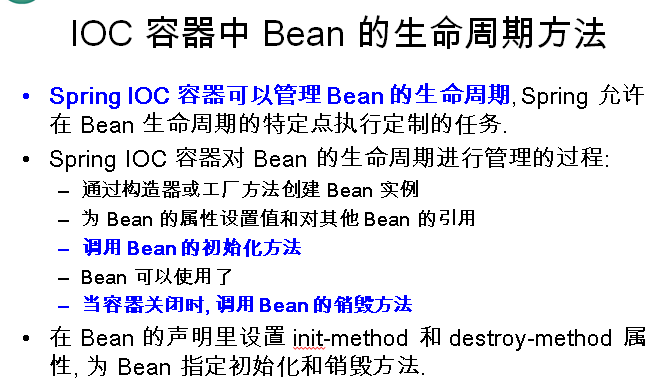 IOC 容器中 Bean 的生命周期方法
• Spring IOC 容器可以管理 Bean 的生命周期, Spring 允许
在 Bean 生命周期的特定点执行定制的任务.
• Spring IOC 容器对 Bean 的生命周期进行管理的过程:
– 通过构造器或工厂方法创建 Bean 实例
– 为 Bean 的属性设置值和对其他 Bean 的引用
– 调用 Bean 的初始化方法
– Bean 可以使用了
– 当容器关闭时, 调用 Bean 的销毁方法
• 在 Bean 的声明里设置 init-method 和 destroy-method 属
性, 为 Bean 指定初始化和销毁方法.